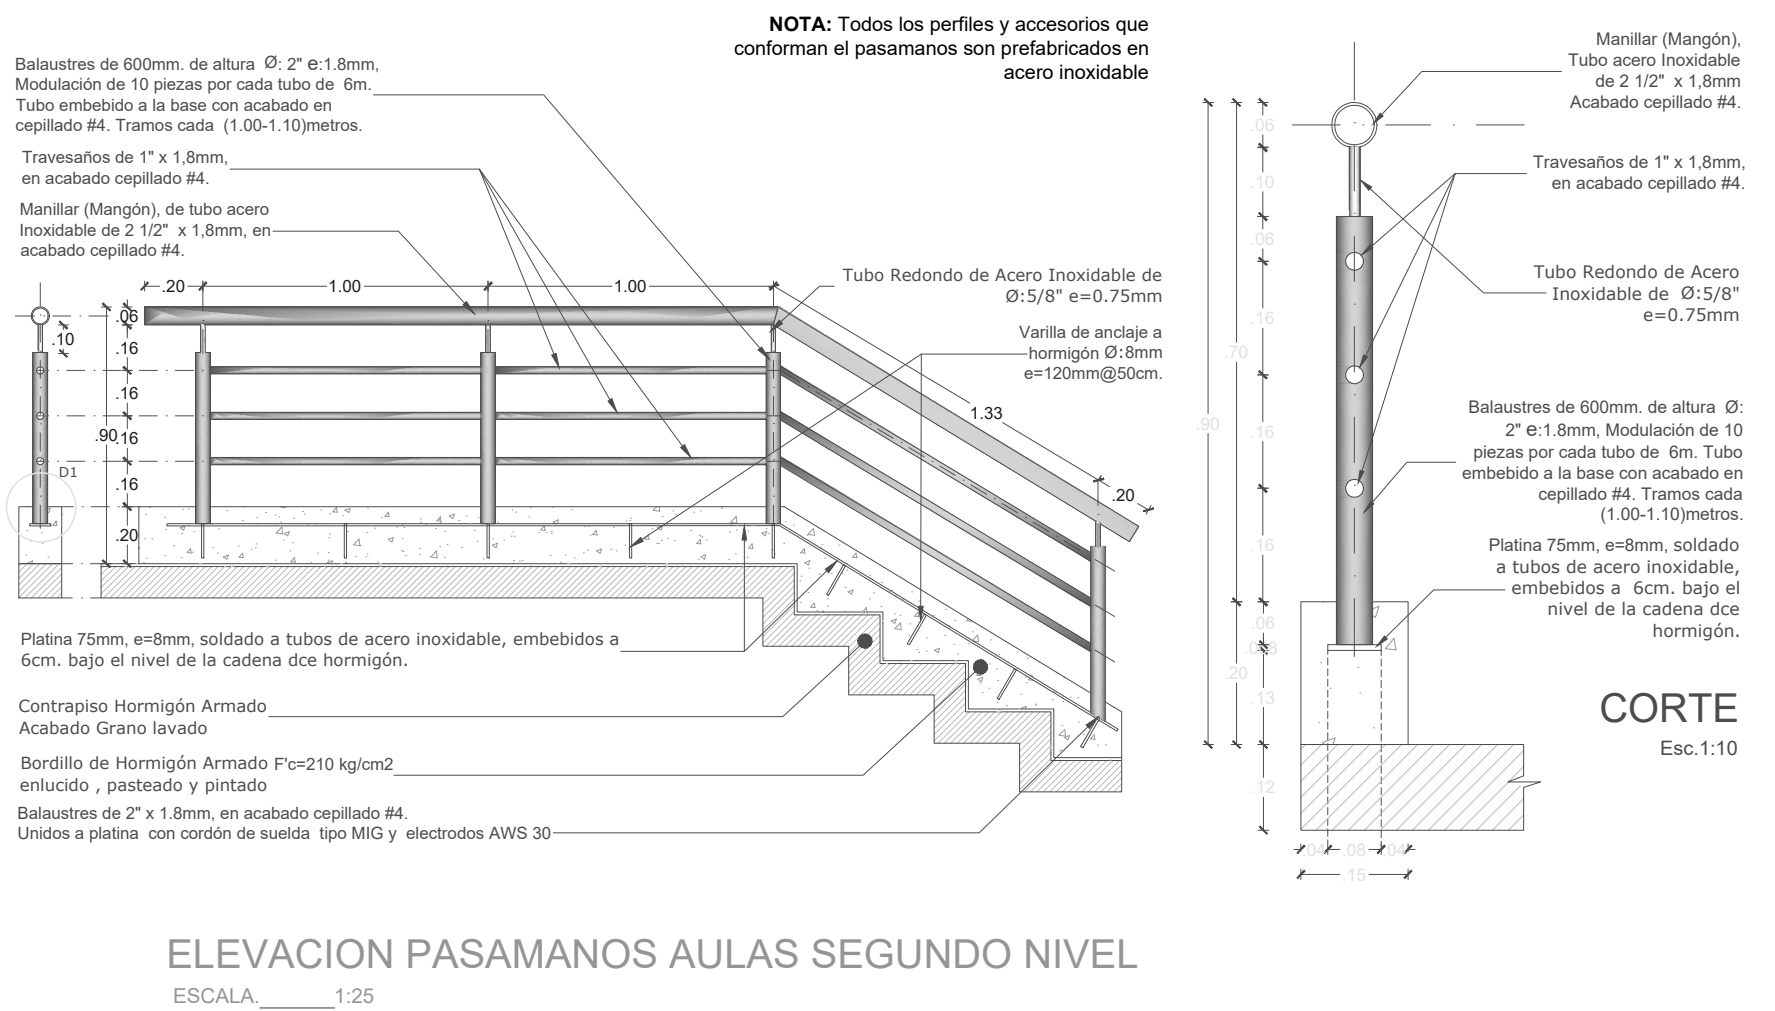 NOTA: Todos los perfiles y accesorios que
conforman el pasamanos son prefabricados en
acero inoxidable
Balaustres de 600mm. de altura Ø: 2" e:1.8mm,
Modulación de 10 piezas por cada tubo de 6m.
Tubo embebido a la base con acabado en
cepillado #4. Tramos cada (1.00-1.10)metros.
Travesaños de 1" x 1,8mm,
en acabado cepillado #4.
Manillar (Mangón), de tubo acero
Inoxidable de 2 1/2" x 1,8mm, en
acabado cepillado #4.
.20
1.00
1.00
Tubo Redondo de Acero Inoxidable de
Ø:5/8" e=0.75mm
Varilla de anclaje a
hormigón Ø:8mm
e=120mm@50cm.
.06
.10
.16
.16
.90
.16
.16
.20
D1
1.33
.20
Platina 75mm, e=8mm, soldado a tubos de acero inoxidable, embebidos a
6cm. bajo el nivel de la cadena dce hormigón.
Contrapiso Hormigón Armado
Acabado Grano lavado
Bordillo de Hormigón Armado F'c=210 kg/cm2
enlucido , pasteado y pintado
Balaustres de 2" x 1.8mm, en acabado cepillado #4.
Unidos a platina con cordón de suelda tipo MIG y electrodos AWS 30
ELEVACION PASAMANOS AULAS SEGUNDO NIVEL
ESCALA.______1:25
Manillar (Mangón),
Tubo acero Inoxidable
de 2 1/2" x 1,8mm
Acabado cepillado #4.
Travesaños de 1" x 1,8mm,
en acabado cepillado #4.
Tubo Redondo de Acero
Inoxidable de Ø:5/8"
e=0.75mm
Balaustres de 600mm. de altura Ø:
2" e:1.8mm, Modulación de 10
piezas por cada tubo de 6m. Tubo
embebido a la base con acabado en
cepillado #4. Tramos cada
(1.00-1.10)metros.
Platina 75mm, e=8mm, soldado
a tubos de acero inoxidable,
embebidos a 6cm. bajo el
nivel de la cadena dce
hormigón.
.06
.10
.06
.16
.70
.90
.16
.16
.06
.20
.13
.12
.04
.08
.04
.15
CORTE
Esc.1:10